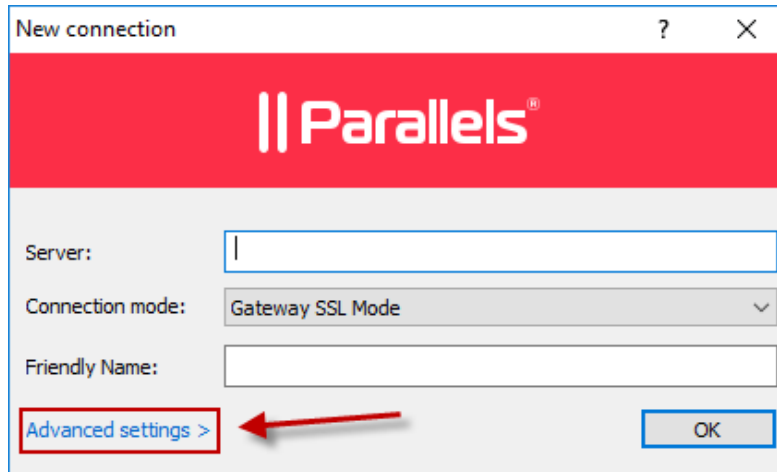 New connection ? X
|| Parallels®
Server:
Connection mode: Gateway SSL Mode
Friendly Name:
Advanced settings > OK